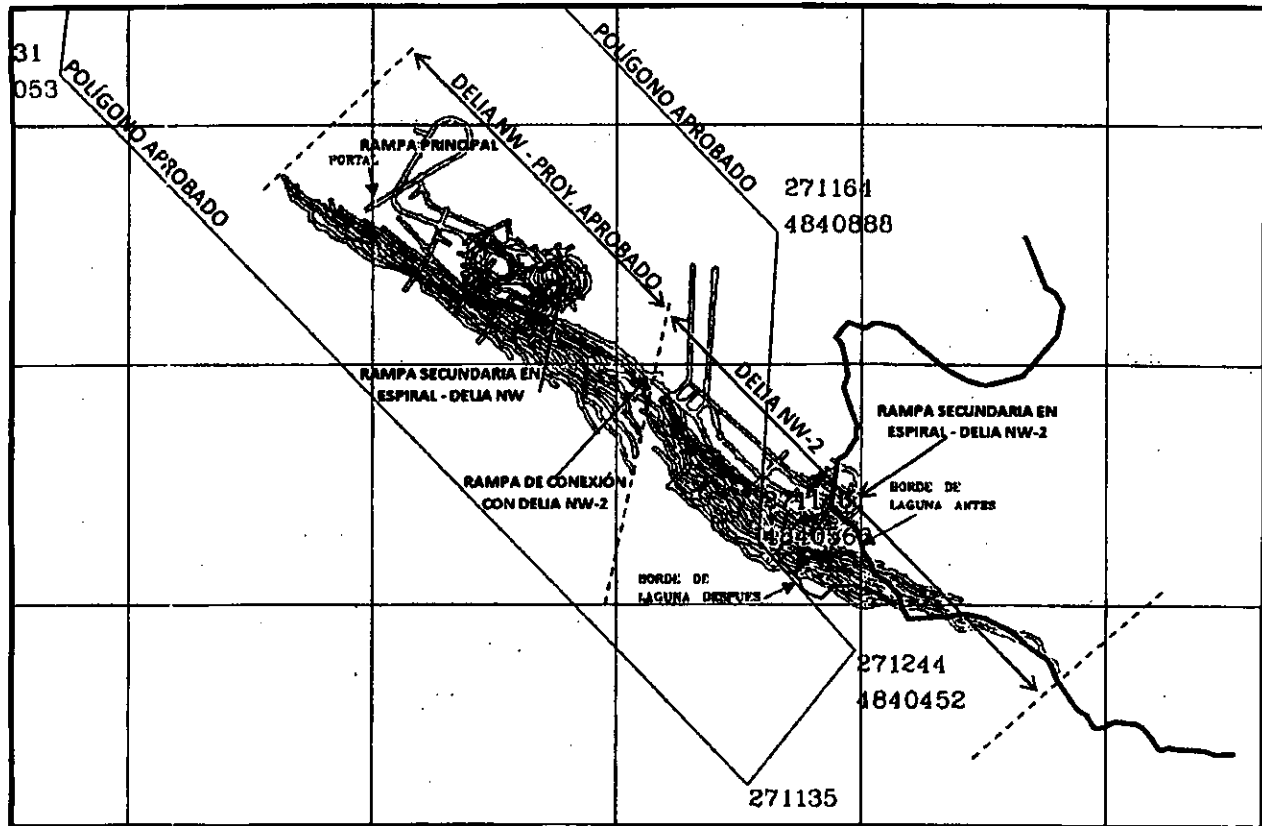 31
053
POLÍGONO APROBADO
DELIA NW - PROY. APROBADO
POLÍGONO APROBADO
RAMPA PRINCIPAL
PORTAL
271164
4840888
RAMPA SECUNDARIA EN
ESPIRAL - DELIA NW
DELIA NW-2
RAMPA SECUNDARIA EN
ESPIRAL - DELIA NW-2
RAMPA DE CONEXIÓN
CON DELIA NW-2
BORDE DE
LAGUNA ANTES
BORDE DE
LAGUNA DESPUES
271244
4840452
271135